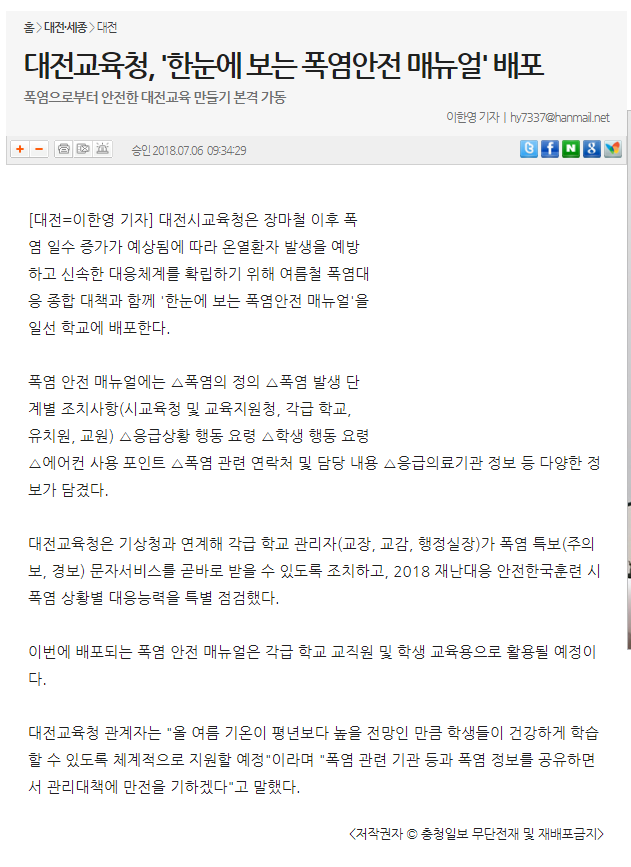 홈 > 대전·세종 > 대전
대전교육청, '한눈에 보는 폭염안전 매뉴얼' 배포
폭염으로부터 안전한 대전교육 만들기 본격 가동
이한영 기자 | hy7337@hanmail.net
승인 2018.07.06 09:34:29
[대전=이한영 기자] 대전시교육청은 장마철 이후 폭
염 일수 증가가 예상됨에 따라 온열환자 발생을 예방
하고 신속한 대응체계를 확립하기 위해 여름철 폭염대
응 종합 대책과 함께 '한눈에 보는 폭염안전 매뉴얼'을
일선 학교에 배포한다.
폭염 안전 매뉴얼에는 △폭염의 정의 △폭염 발생 단
계별 조치사항(시교육청 및 교육지원청, 각급 학교,
유치원, 교원) △응급상황 행동 요령 △학생 행동 요령
△에어컨 사용 포인트 △폭염 관련 연락처 및 담당 내용 △응급의료기관 정보 등 다양한 정
보가 담겼다.
대전교육청은 기상청과 연계해 각급 학교 관리자(교장, 교감, 행정실장)가 폭염 특보(주의
보, 경보) 문자서비스를 곧바로 받을 수 있도록 조치하고, 2018 재난대응 안전한국훈련 시
폭염 상황별 대응능력을 특별 점검했다.
이번에 배포되는 폭염 안전 매뉴얼은 각급 학교 교직원 및 학생 교육용으로 활용될 예정이
다.
대전교육청 관계자는 "올 여름 기온이 평년보다 높을 전망인 만큼 학생들이 건강하게 학습
할 수 있도록 체계적으로 지원할 예정"이라며 "폭염 관련 기관 등과 폭염 정보를 공유하면
서 관리대책에 만전을 기하겠다"고 말했다.
<저작권자 © 충청일보 무단전재 및 재배포금지>